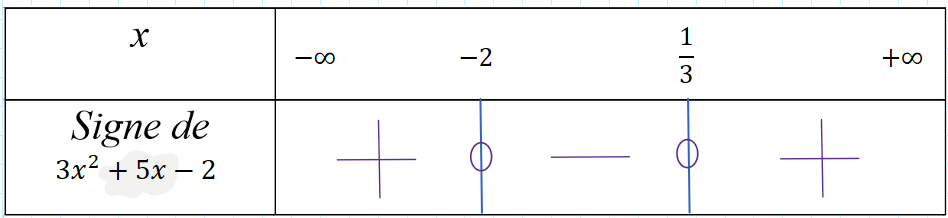 x −∞ −2 1/3 +∞
Signe de + 0 − 0 +
3x² + 5x − 2